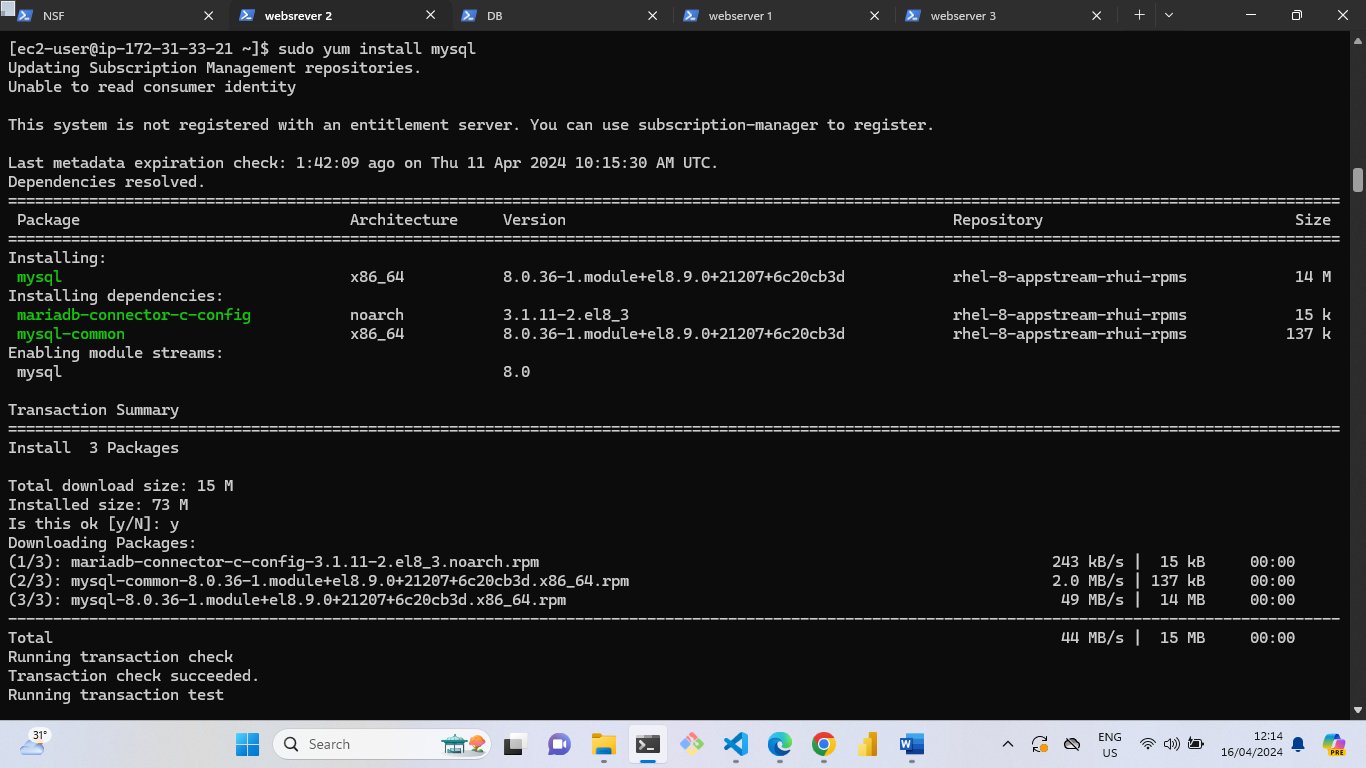 NSF
websrever 2
DB
webserver 1
webserver 3
[ec2-user@ip-172-31-33-21 ~]$ sudo yum install mysql
Updating Subscription Management repositories.
Unable to read consumer identity
This system is not registered with an entitlement server. You can use subscription-manager to register.
Last metadata expiration check: 1:42:09 ago on Thu 11 Apr 2024 10:15:30 AM UTC.
Dependencies resolved.
================================================================================
Package Architecture Version Repository Size
================================================================================
Installing:
mysql x86_64 8.0.36-1.module+el8.9.0+21207+6c20cb3d rhel-8-appstream-rhui-rpms 14 M
Installing dependencies:
mariadb-connector-c-config noarch 3.1.11-2.el8_3 rhel-8-appstream-rhui-rpms 15 k
mysql-common x86_64 8.0.36-1.module+el8.9.0+21207+6c20cb3d rhel-8-appstream-rhui-rpms 137 k
Enabling module streams:
mysql 8.0
Transaction Summary
================================================================================
Install 3 Packages
Total download size: 15 M
Installed size: 73 M
Is this ok [y/N]: y
Downloading Packages:
(1/3): mariadb-connector-c-config-3.1.11-2.el8_3.noarch.rpm 243 kB/s | 15 kB 00:00
(2/3): mysql-common-8.0.36-1.module+el8.9.0+21207+6c20cb3d.x86_64.rpm 2.0 MB/s | 137 kB 00:00
(3/3): mysql-8.0.36-1.module+el8.9.0+21207+6c20cb3d.x86_64.rpm 49 MB/s | 14 MB 00:00
--------------------------------------------------------------------------------
Total 44 MB/s | 15 MB 00:00
Running transaction check
Transaction check succeeded.
Running transaction test
31°
Search
ENG
US
12:14
16/04/2024
PRE